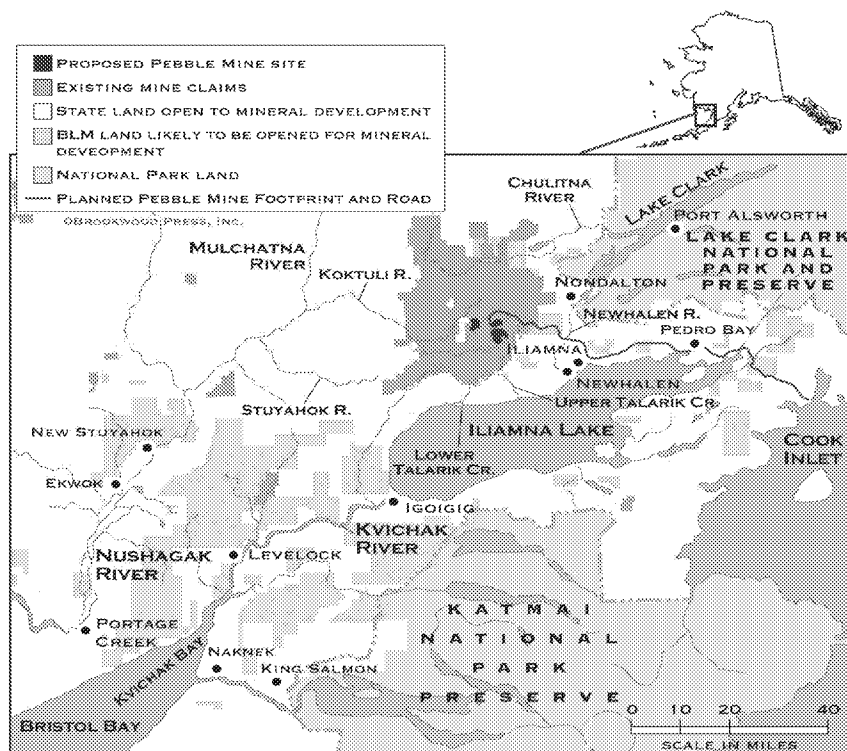 PROPOSED PEBBLE MINE SITE
EXISTING MINE CLAIMS
STATE LAND OPEN TO MINERAL DEVELOPMENT
BLM LAND LIKELY TO BE OPENED FOR MINERAL
DEVEOPMENT
NATIONAL PARK LAND
PLANNED PEBBLE MINE FOOTPRINT AND ROAD
©BROOKWOOD PRESS, INC.
CHULITNA
RIVER
LAKE CLARK
PORT ALSWORTH
LAKE CLARK
NATIONAL
PARK AND
PRESERVE
MULCHATNA
RIVER
KOKTULI R.
NONDALTON
NEWHALEN R.
PEDRO BAY
ILIAMNA
NEWHALEN
UPPER TALARIK CR.
STUYAHOK R.
ILIAMNA LAKE
LOWER
TALARIK CR.
COOK
INLET
NEW STUYAHOK
EKWOK
IGOIGIG
KVICHAK
RIVER
NUSHAGAK
RIVER
LEVELOCK
PORTAGE
CREEK
KVICHAK BAY
NAKNEK
KING SALMON
KATMAI
NATIONAL
PARK
PRESERVE
BRISTOL BAY
0 10 20 40
SCALE IN MILES